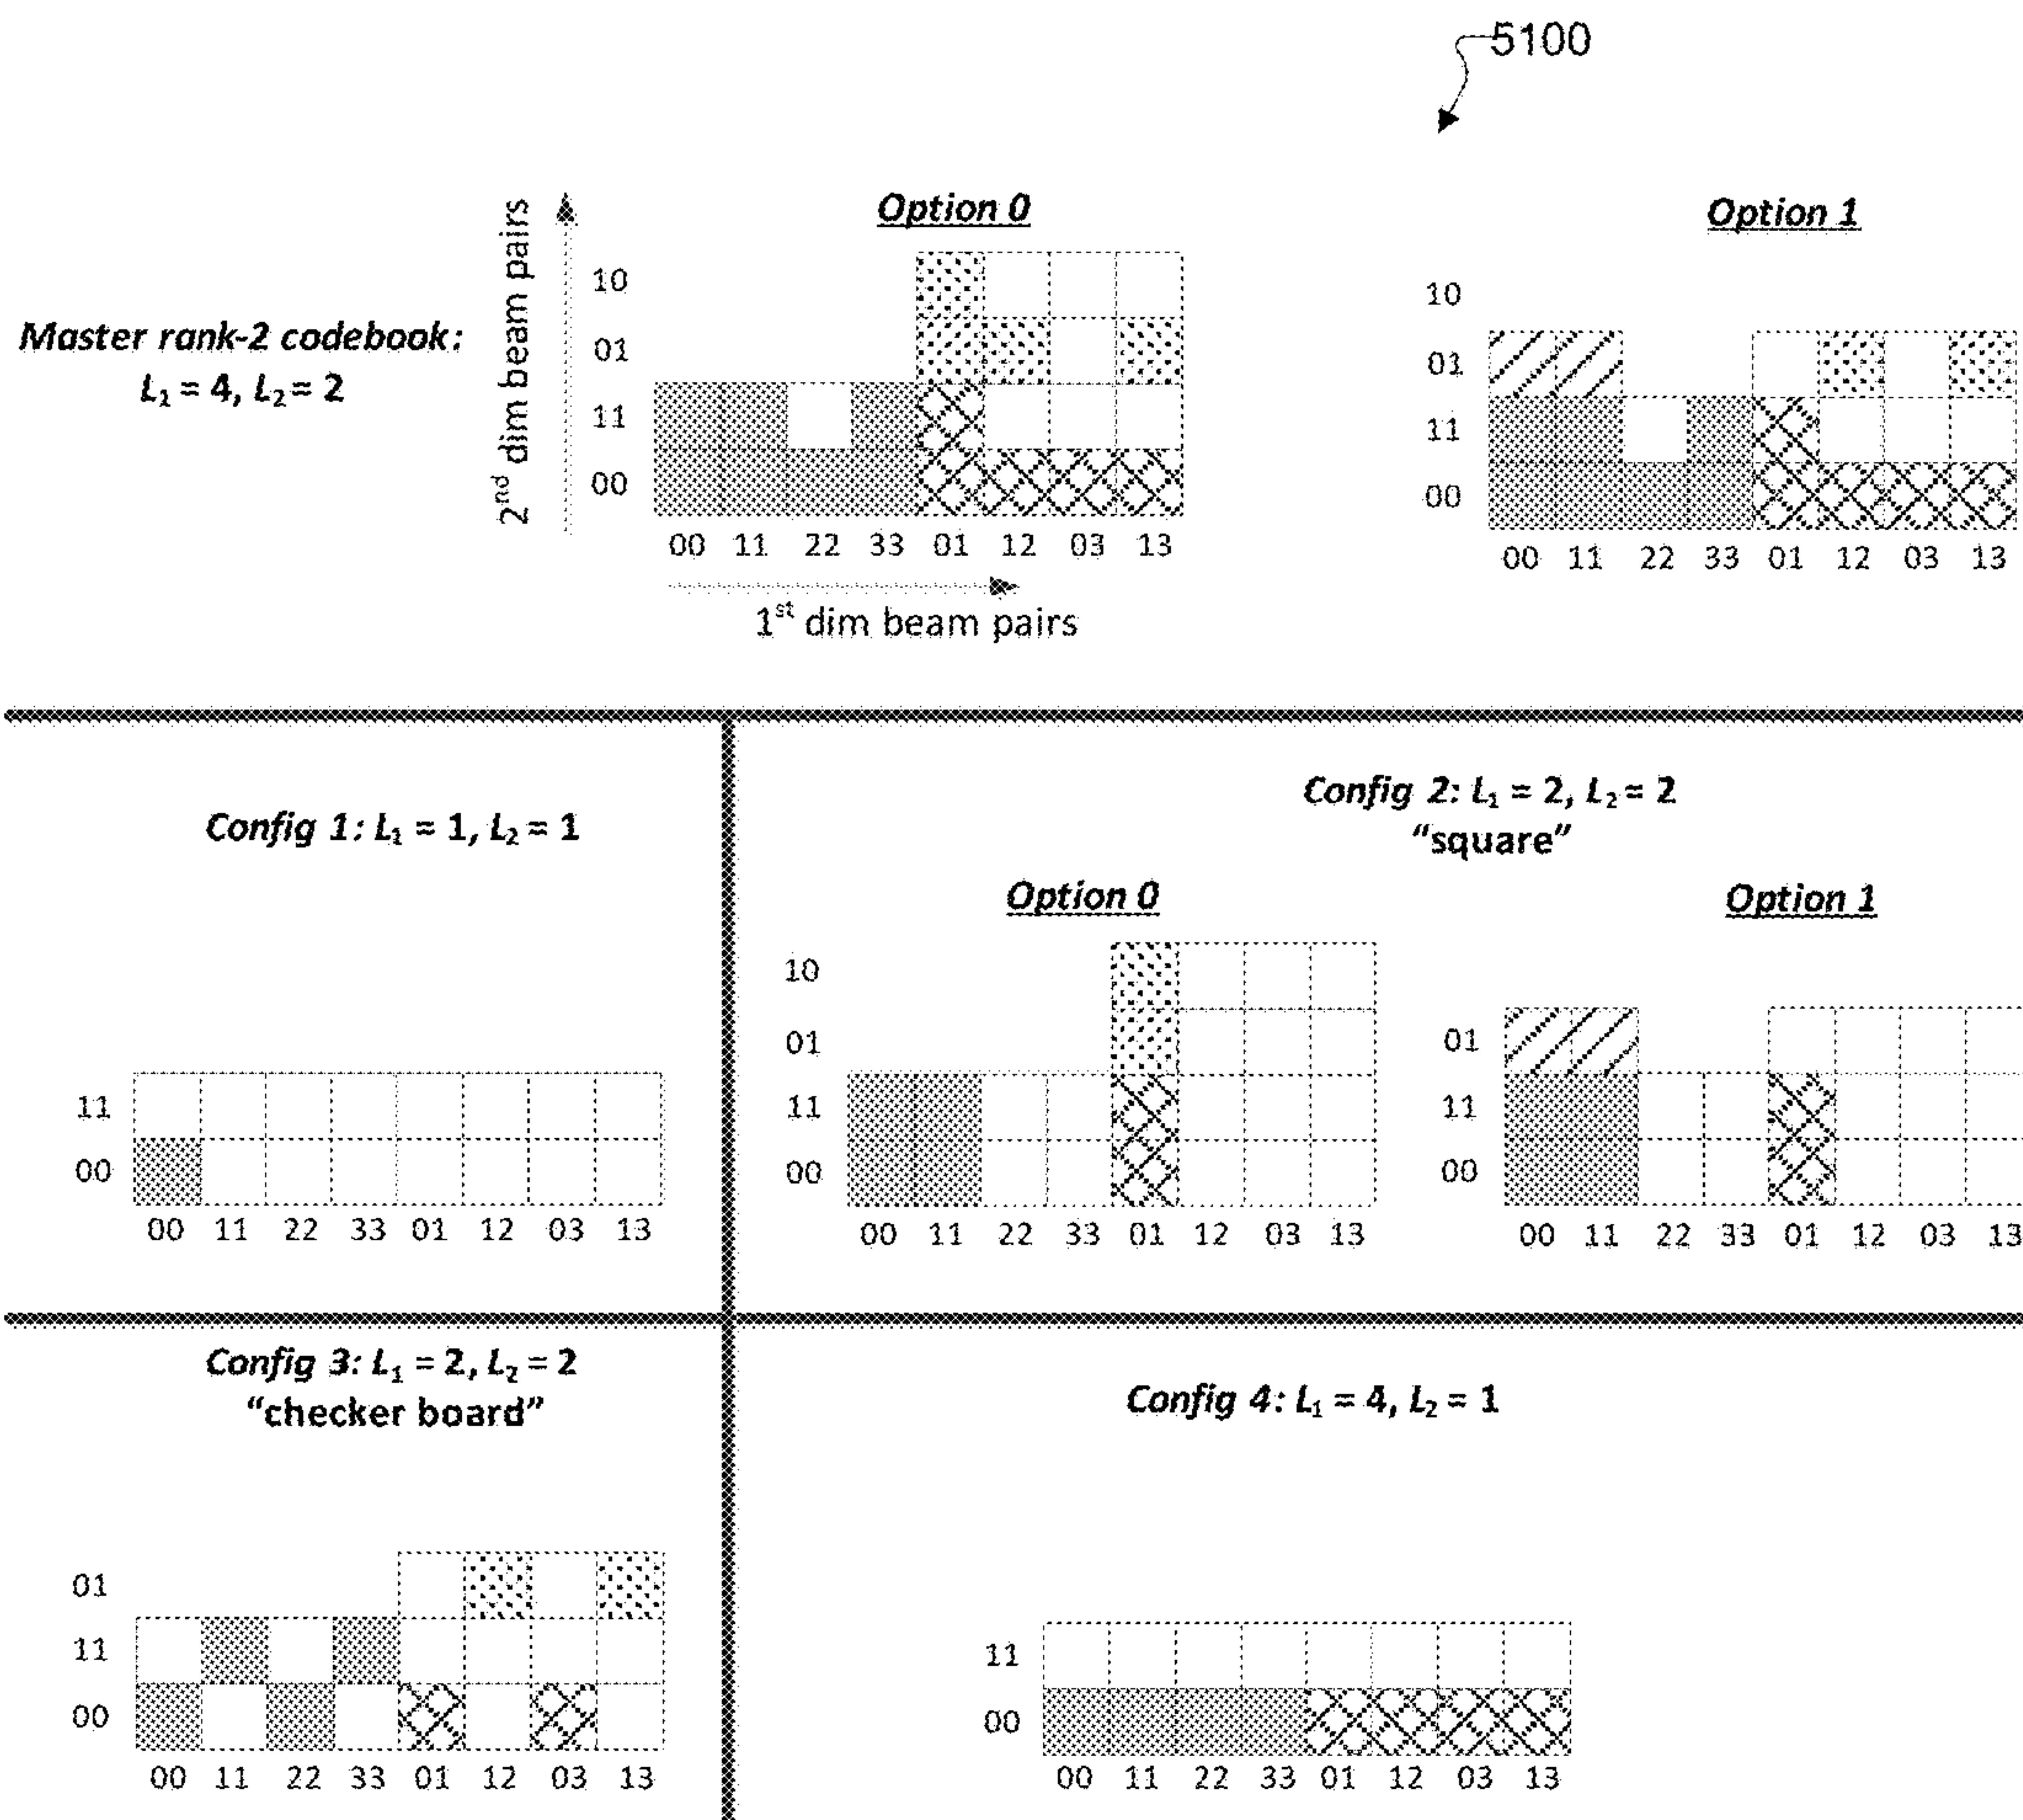 5100
Master rank-2 codebook:
L₁ = 4, L₂ = 2
2nd dim beam pairs
Option 0
10
01
11
00
00 11 22 33 01 12 03 13
1st dim beam pairs
Option 1
10
01
11
00
00 11 22 33 01 12 03 13
Config 1: L₁ = 1, L₂ = 1
11
00
00 11 22 33 01 12 03 13
Config 2: L₁ = 2, L₂ = 2
“square”
Option 0
10
01
11
00
00 11 22 33 01 12 03 13
Option 1
01
11
00
00 11 22 33 01 12 03 13
Config 3: L₁ = 2, L₂ = 2
“checker board”
01
11
00
00 11 22 33 01 12 03 13
Config 4: L₁ = 4, L₂ = 1
11
00
00 11 22 33 01 12 03 13